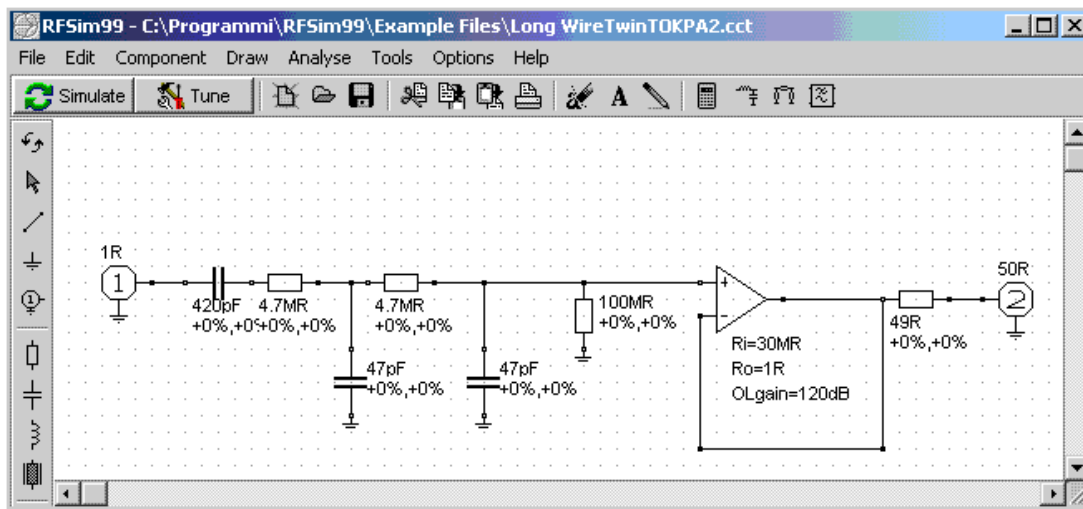 RFSim99 - C:\Programmi\RFSim99\Example Files\Long WireTwinTOKPA2.cct
File Edit Component Draw Analyse Tools Options Help
Simulate Tune A
1R
1
420pF 4.7MR 4.7MR
+0%,+0% +0%,+0% +0%,+0%
47pF 47pF
+0%,+0% +0%,+0%
100MR
+0%,+0%
+
−
Ri=30MR
Ro=1R
OLgain=120dB
49R
+0%,+0%
50R
2